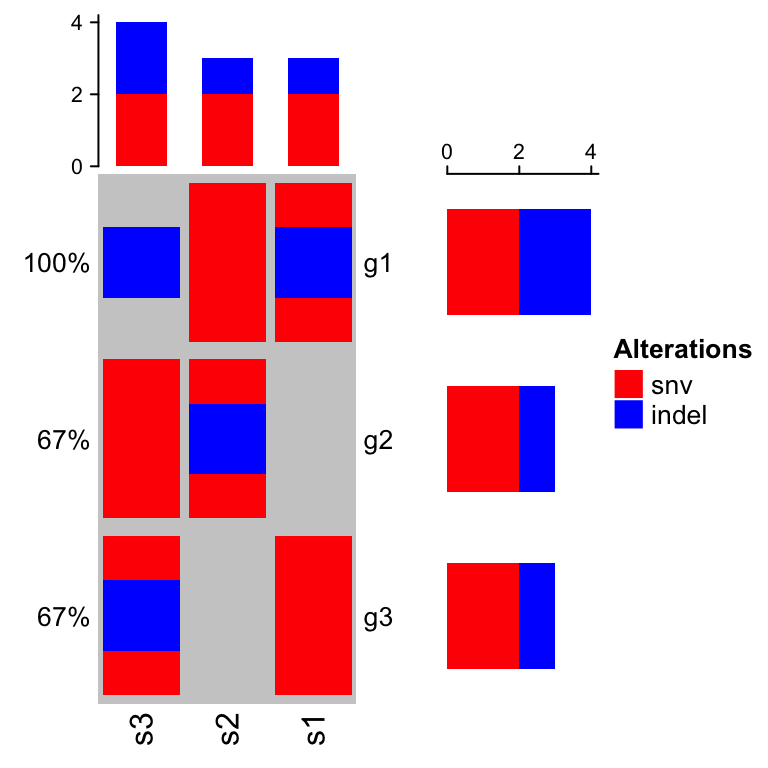 4
2
0
0 2 4
100% g1
67% g2
67% g3
Alterations
snv
indel
s3 s2 s1